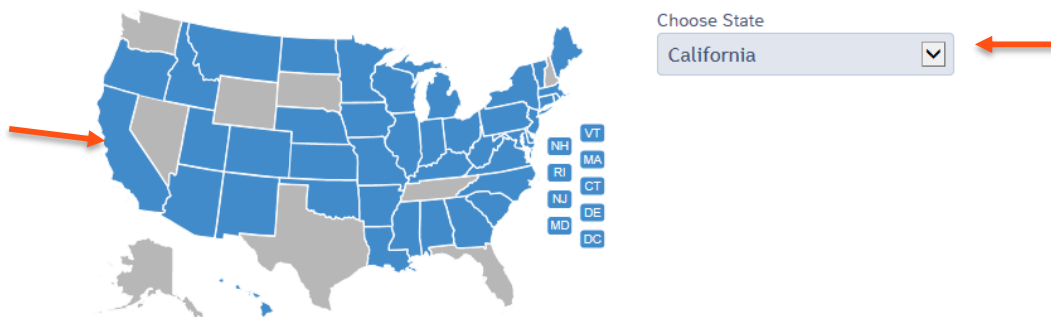 Choose State
California
VT
NH
MA
RI
CT
NJ
DE
MD
DC